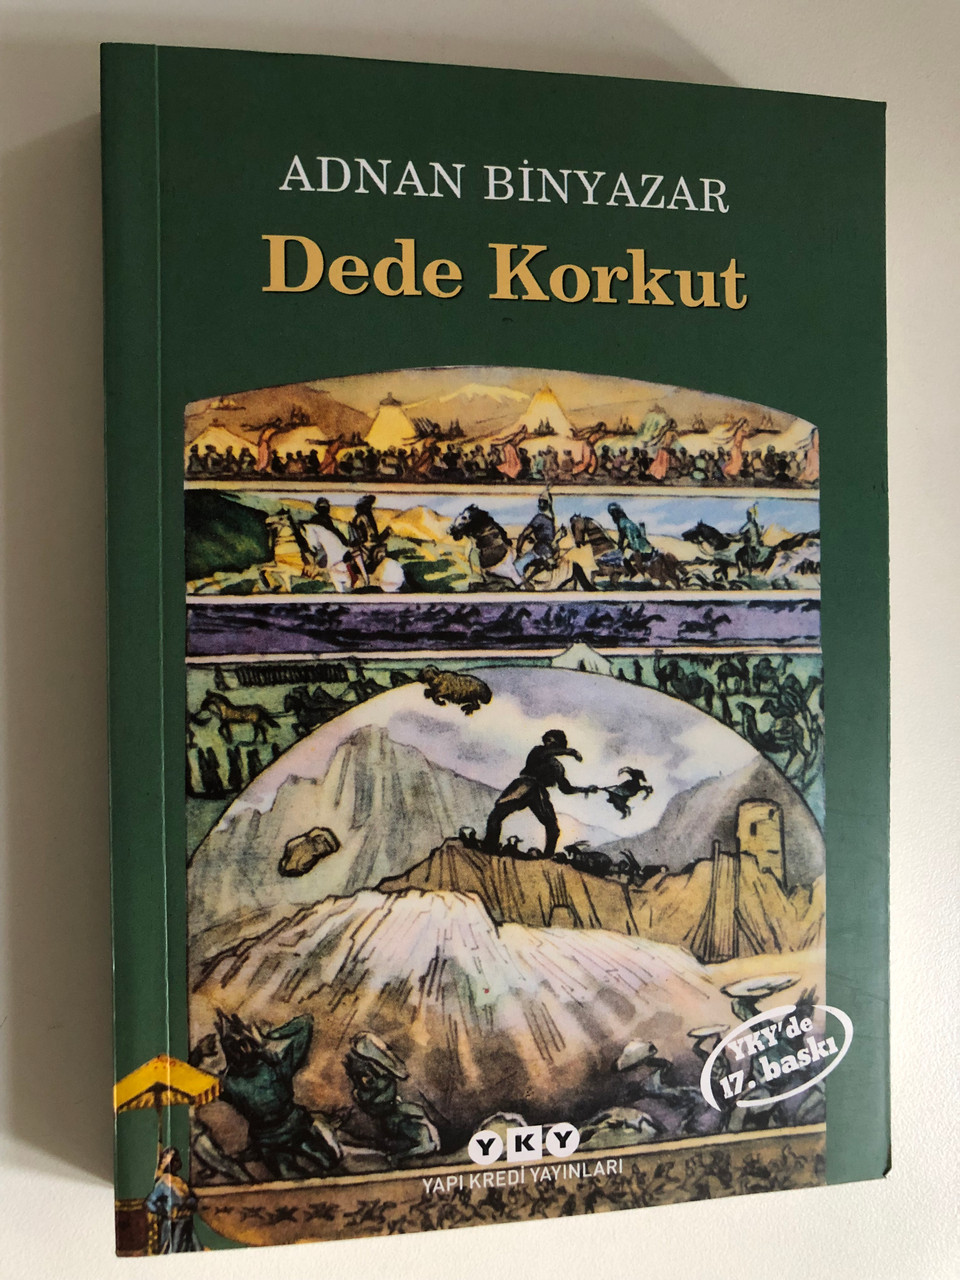 ADNAN BİNYAZAR
Dede Korkut
YKY'de
17. baskı
YKY
YAPI KREDİ YAYINLARI